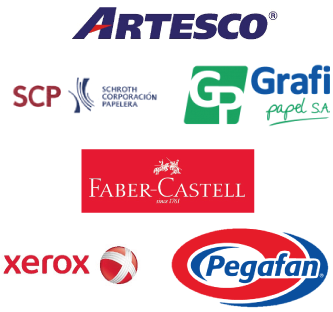 ARTESCO®
SCP
SCHROTH
CORPORACIÓN
PAPELERA
GP
Grafi
papel S.A
FABER-CASTELL
since 1761
xerox
Pegafan®